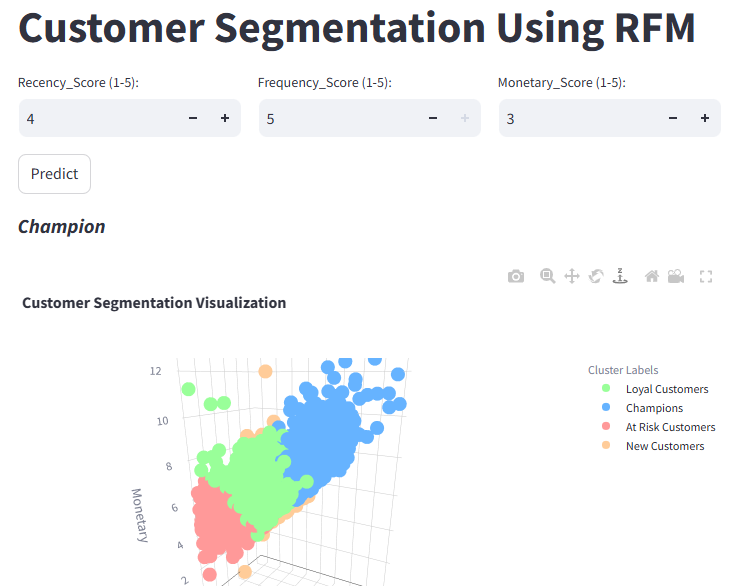 Customer Segmentation Using RFM
Recency_Score (1-5): Frequency_Score (1-5): Monetary_Score (1-5):
4 − + 5 − + 3 − +
Predict
Champion
Customer Segmentation Visualization
Cluster Labels
Loyal Customers
Champions
At Risk Customers
New Customers
12
10
8
6
4
2
Monetary